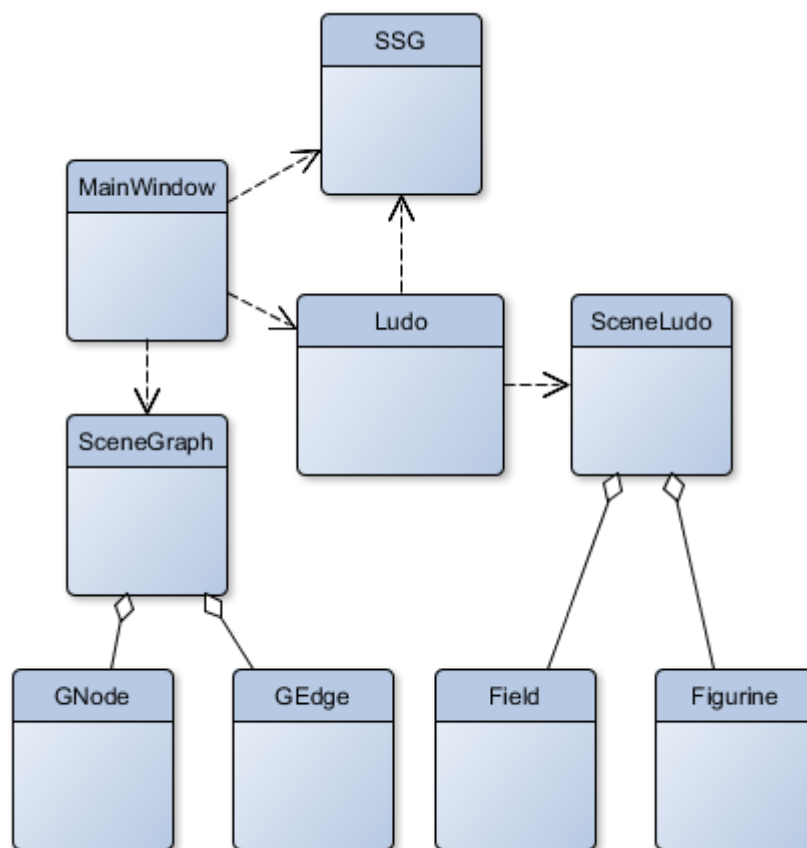 SSG
MainWindow
Ludo
SceneLudo
SceneGraph
GNode
GEdge
Field
Figurine